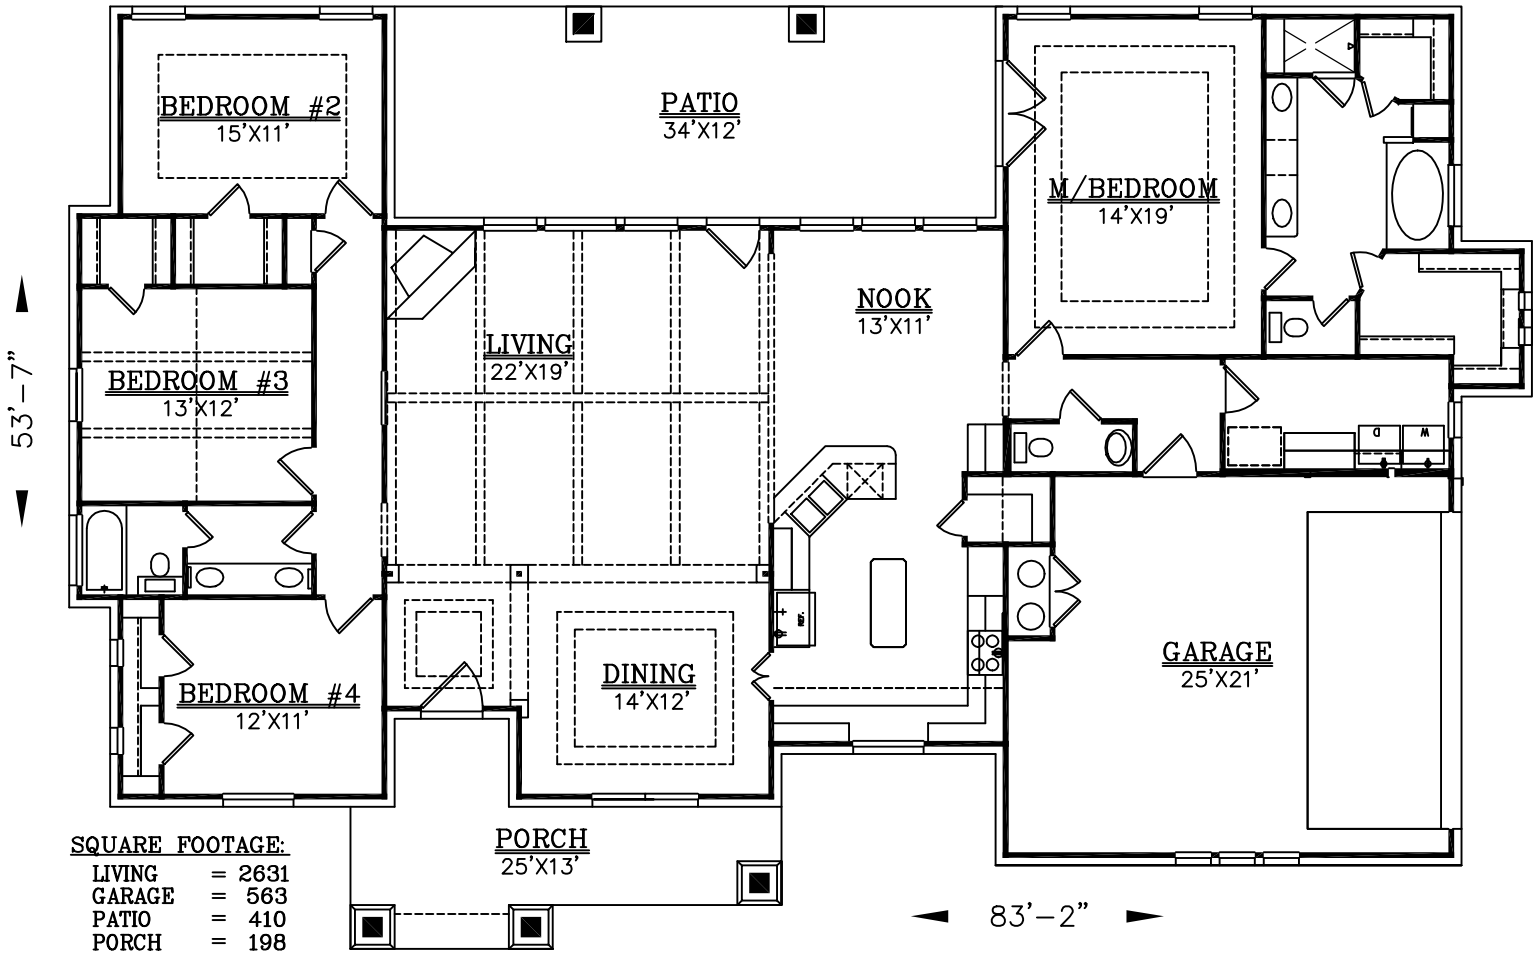 BEDROOM #2
15'X11'
PATIO
34'X12'
M/BEDROOM
14'X19'
NOOK
13'X11'
LIVING
22'X19'
BEDROOM #3
13'X12'
53'-7"
D
W
REF.
DINING
14'X12'
BEDROOM #4
12'X11'
GARAGE
25'X21'
PORCH
25'X13'
SQUARE FOOTAGE:
LIVING = 2631
GARAGE = 563
PATIO = 410
PORCH = 198
83'-2"